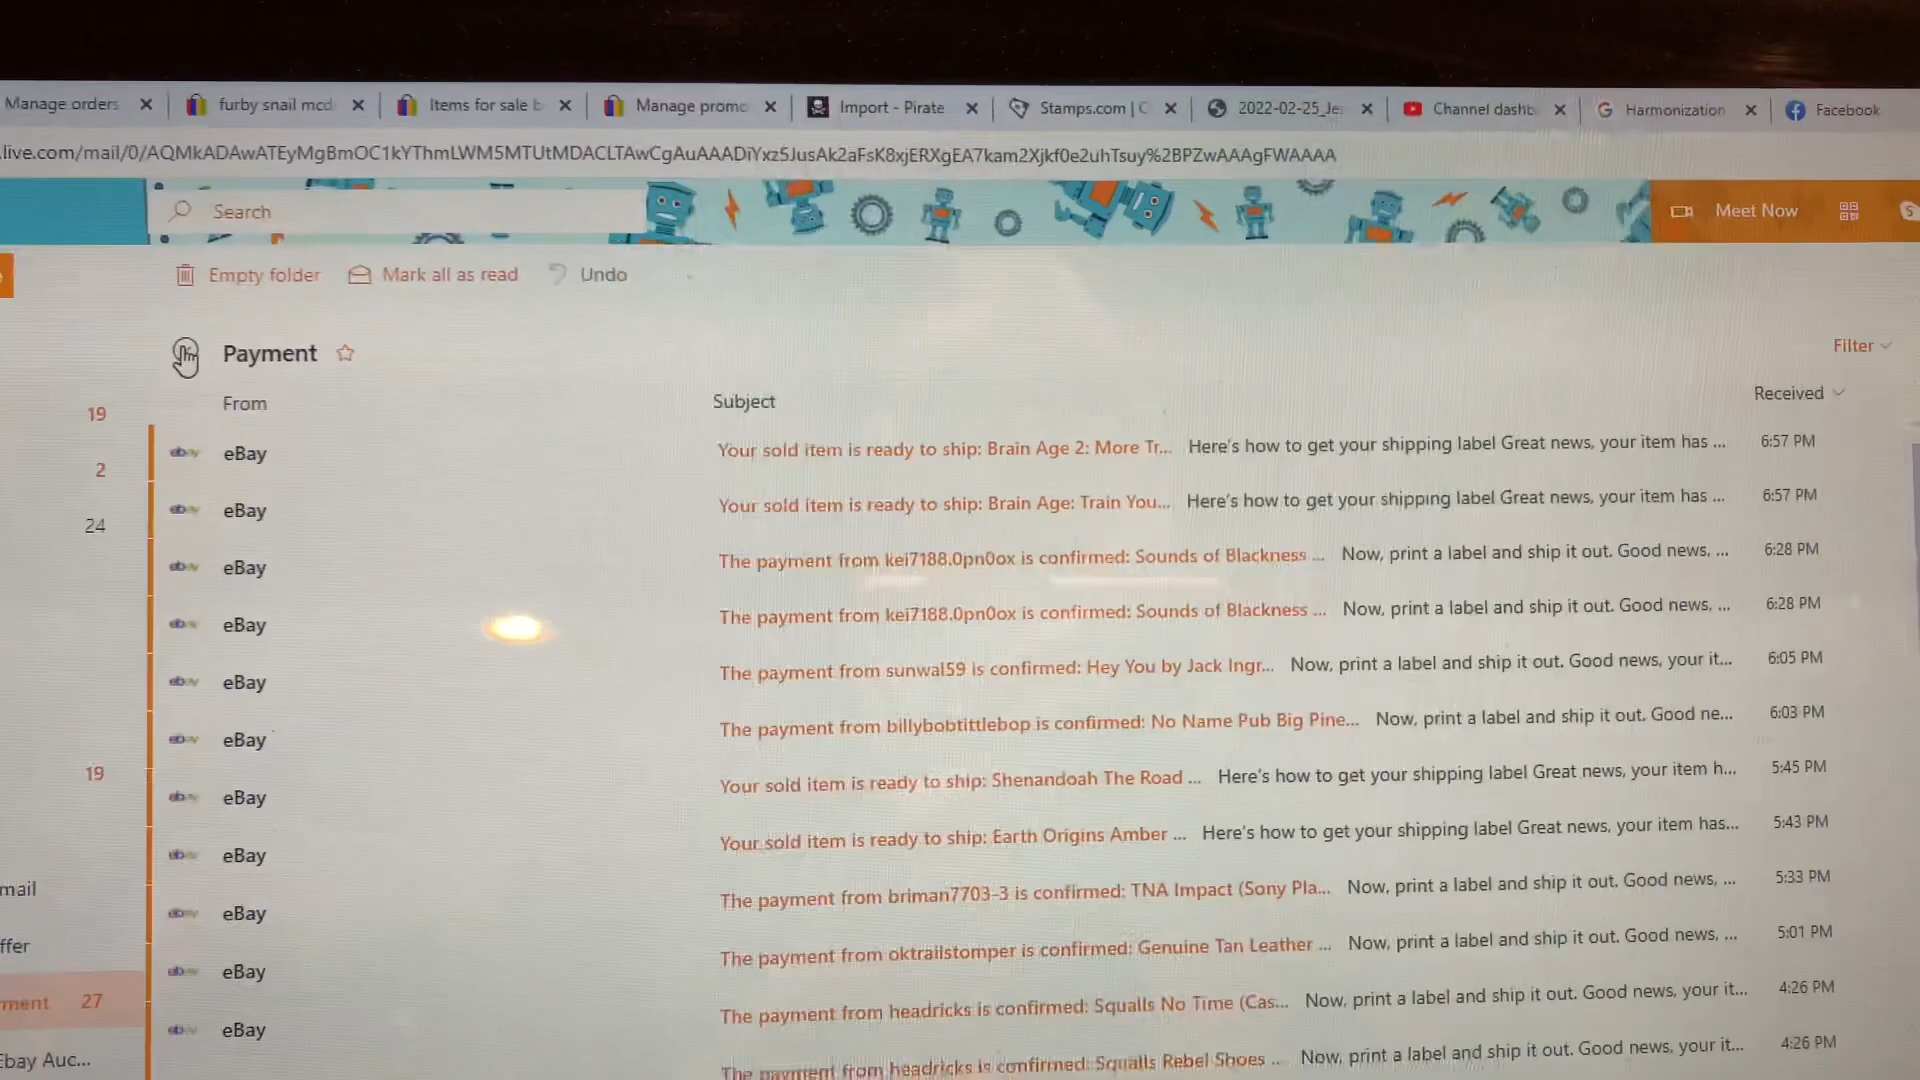 Manage orders furby snail mcd Items for sale b Manage promo Import - Pirate Stamps.com | C 2022-02-25_Je Channel dashb Harmonization Facebook
.live.com/mail/0/AQMkADAwATEyMgBmOC1kYThmLWM5MTUtMDACLTAwCgAuAAADiYxz5JusAk2aFsK8xjERXgEA7kam2Xjkf0e2uhTsuy%2BPZwAAAgFWAAAA
Search Meet Now
Empty folder Mark all as read Undo
Payment Filter
From Subject Received
19
eBay Your sold item is ready to ship: Brain Age 2: More Tr... Here's how to get your shipping label Great news, your item has ... 6:57 PM
2
eBay Your sold item is ready to ship: Brain Age: Train You... Here's how to get your shipping label Great news, your item has ... 6:57 PM
24
eBay The payment from kei7188.0pn0ox is confirmed: Sounds of Blackness ... Now, print a label and ship it out. Good news, ... 6:28 PM
eBay The payment from kei7188.0pn0ox is confirmed: Sounds of Blackness ... Now, print a label and ship it out. Good news, ... 6:28 PM
eBay The payment from sunwal59 is confirmed: Hey You by Jack Ingr... Now, print a label and ship it out. Good news, your it... 6:05 PM
eBay The payment from billybobtittlebop is confirmed: No Name Pub Big Pine... Now, print a label and ship it out. Good ne... 6:03 PM
19
eBay Your sold item is ready to ship: Shenandoah The Road ... Here's how to get your shipping label Great news, your item h... 5:45 PM
eBay Your sold item is ready to ship: Earth Origins Amber ... Here's how to get your shipping label Great news, your item has... 5:43 PM
mail
eBay The payment from briman7703-3 is confirmed: TNA Impact (Sony Pla... Now, print a label and ship it out. Good news, ... 5:33 PM
ffer
eBay The payment from oktrailstomper is confirmed: Genuine Tan Leather ... Now, print a label and ship it out. Good news, ... 5:01 PM
ment 27
eBay The payment from headricks is confirmed: Squalls No Time (Cas... Now, print a label and ship it out. Good news, your it... 4:26 PM
Ebay Auc...
The payment from headricks is confirmed: Squalls Rebel Shoes ... Now, print a label and ship it out. Good news, your it... 4:26 PM